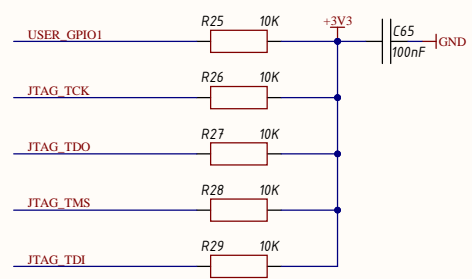 R25 10K +3V3
USER_GPIO1 C65
100nF GND
R26 10K
JTAG_TCK
R27 10K
JTAG_TDO
R28 10K
JTAG_TMS
R29 10K
JTAG_TDI